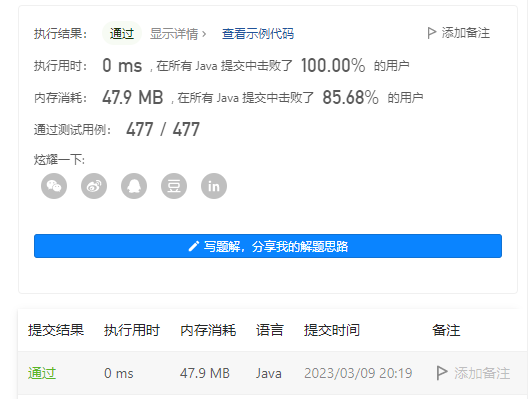 执行结果： 通过 显示详情 › 查看示例代码 添加备注
执行用时： 0 ms ，在所有 Java 提交中击败了 100.00% 的用户
内存消耗： 47.9 MB ，在所有 Java 提交中击败了 85.68% 的用户
通过测试用例： 477 / 477
炫耀一下:
豆 in
写题解，分享我的解题思路
提交结果 执行用时 内存消耗 语言 提交时间 备注
通过 0 ms 47.9 MB Java 2023/03/09 20:19 添加备注